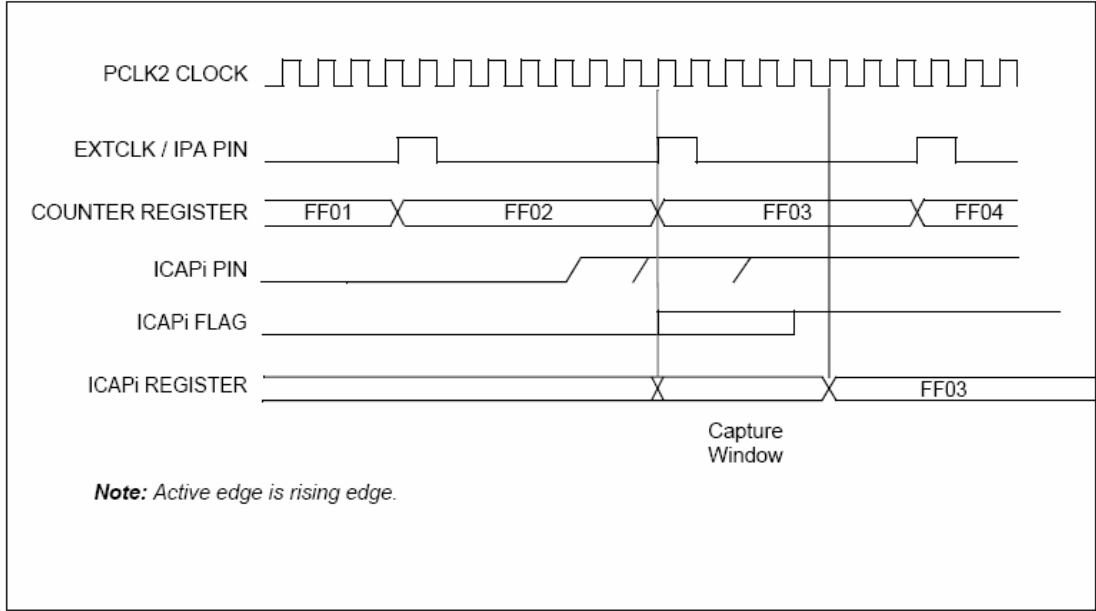 PCLK2 CLOCK
EXTCLK / IPA PIN
COUNTER REGISTER FF01 FF02 FF03 FF04
ICAPi PIN
ICAPi FLAG
ICAPi REGISTER FF03
Capture
Window
Note: Active edge is rising edge.